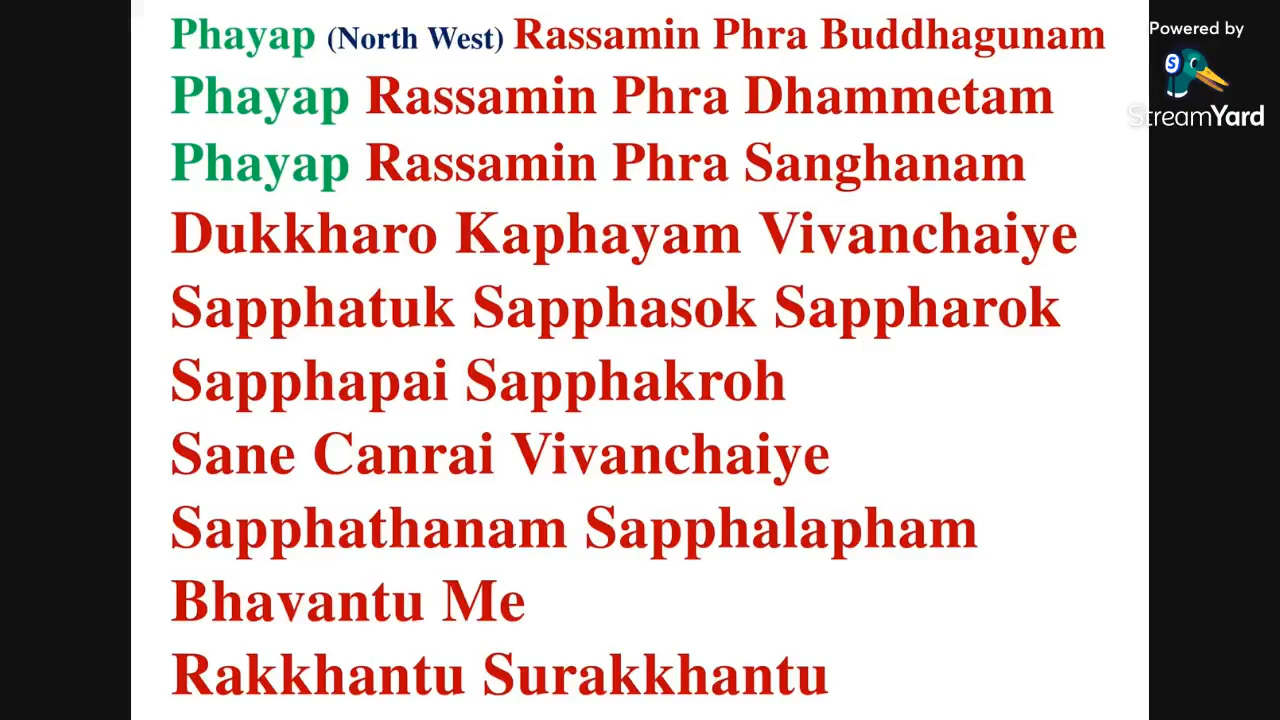 Phayap (North West) Rassamin Phra Buddhagunam
Phayap Rassamin Phra Dhammetam
Phayap Rassamin Phra Sanghanam
Dukkharo Kaphayam Vivanchaiye
Sapphatuk Sapphasok Sappharok
Sapphapai Sapphakroh
Sane Canrai Vivanchaiye
Sapphathanam Sapphalapham
Bhavantu Me
Rakkhantu Surakkhantu
Powered by
S
StreamYard